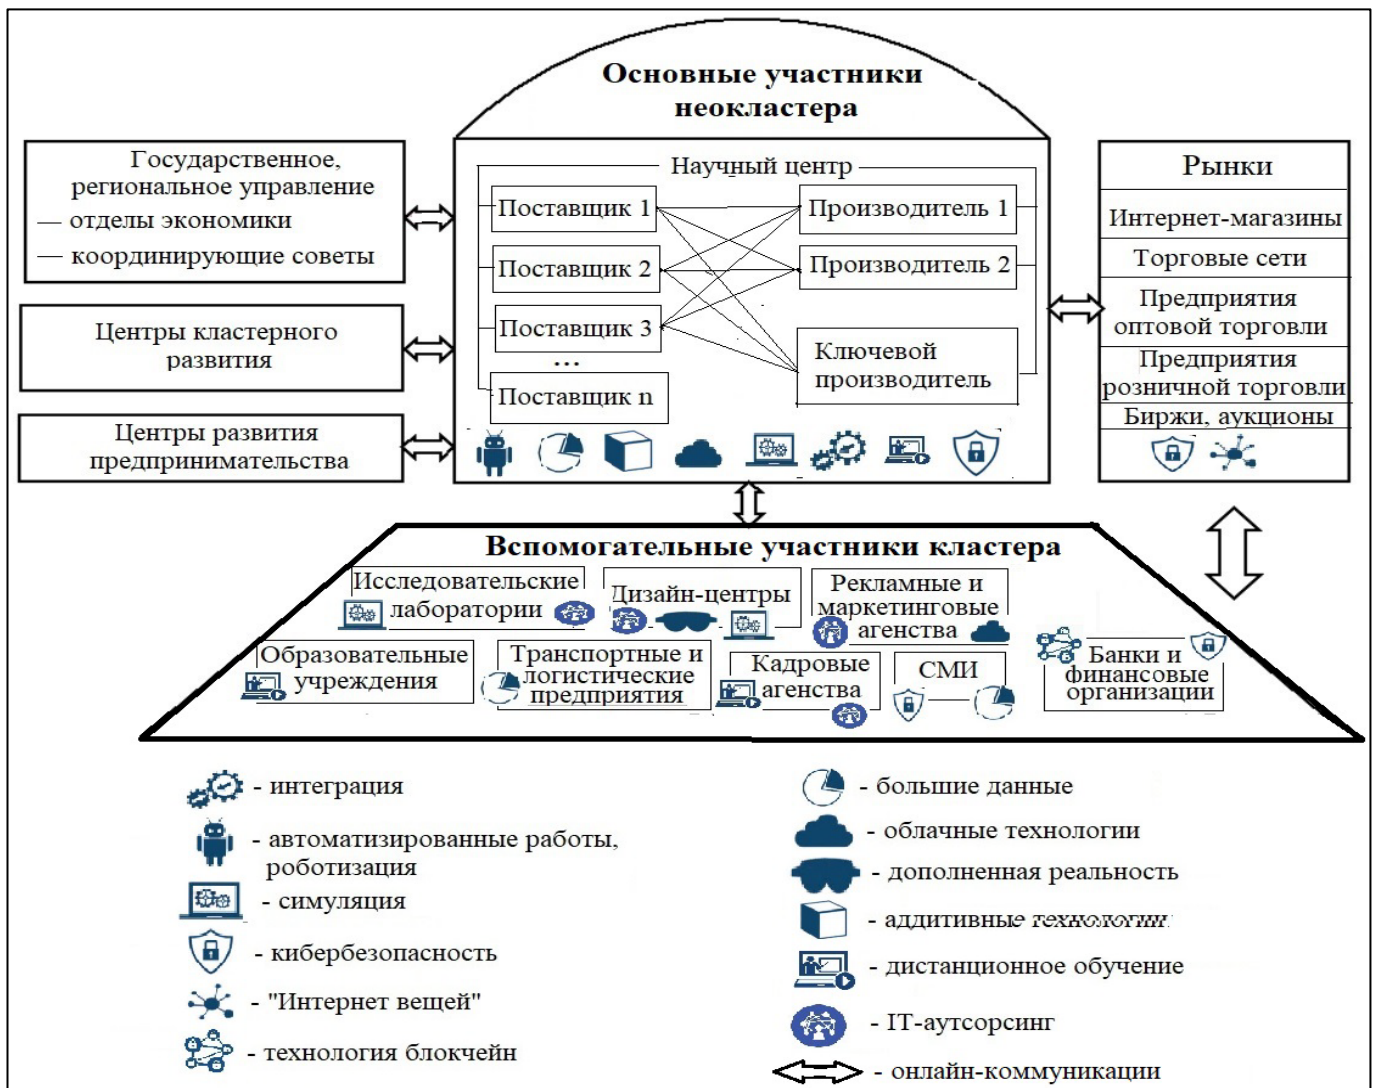 Основные участники
неокластера
Государственное,
региональное управление
— отделы экономики
— координирующие советы
Центры кластерного
развития
Центры развития
предпринимательства
Научный центр
Поставщик 1
Поставщик 2
Поставщик 3
...
Поставщик n
Производитель 1
Производитель 2
Ключевой
производитель
Рынки
Интернет-магазины
Торговые сети
Предприятия
оптовой торговли
Предприятия
розничной торговли
Биржи, аукционы
Вспомогательные участники кластера
Исследовательские
лаборатории
Дизайн-центры
Рекламные и
маркетинговые
агенства
Образовательные
учреждения
Транспортные и
логистические
предприятия
Кадровые
агенства
СМИ
Банки и
финансовые
организации
- интеграция
- автоматизированные работы,
роботизация
- симуляция
- кибербезопасность
- "Интернет вещей"
- технология блокчейн
- большие данные
- облачные технологии
- дополненная реальность
- аддитивные технологии
- дистанционное обучение
- IT-аутсорсинг
- онлайн-коммуникации